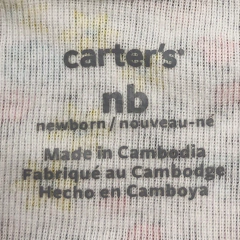 carter's®
nb
newborn/nouveau-né
Made in Cambodia
Fabriqué au Cambodge
Hecho en Camboya